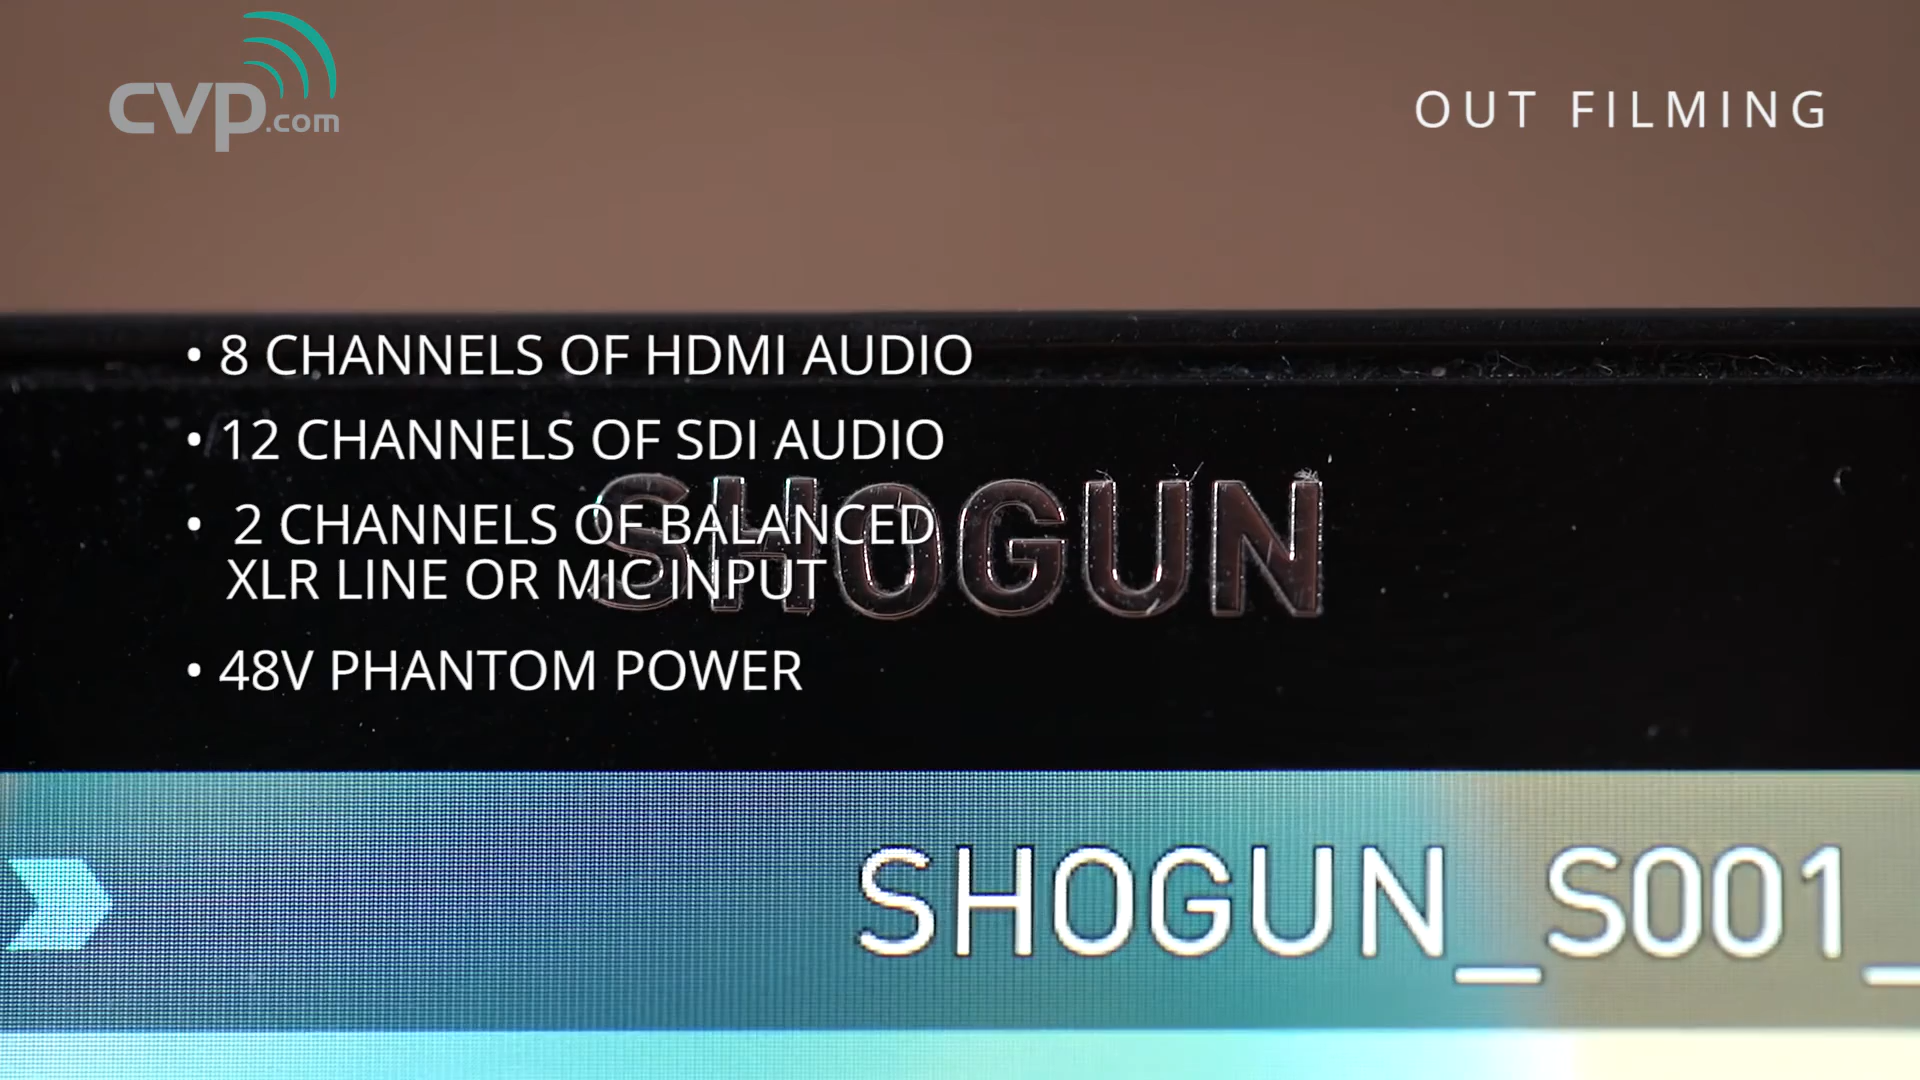 cvp.com
OUT FILMING
• 8 CHANNELS OF HDMI AUDIO
• 12 CHANNELS OF SDI AUDIO
• 2 CHANNELS OF BALANCED
XLR LINE OR MIC INPUT
• 48V PHANTOM POWER
SHOGUN
SHOGUN_S001_